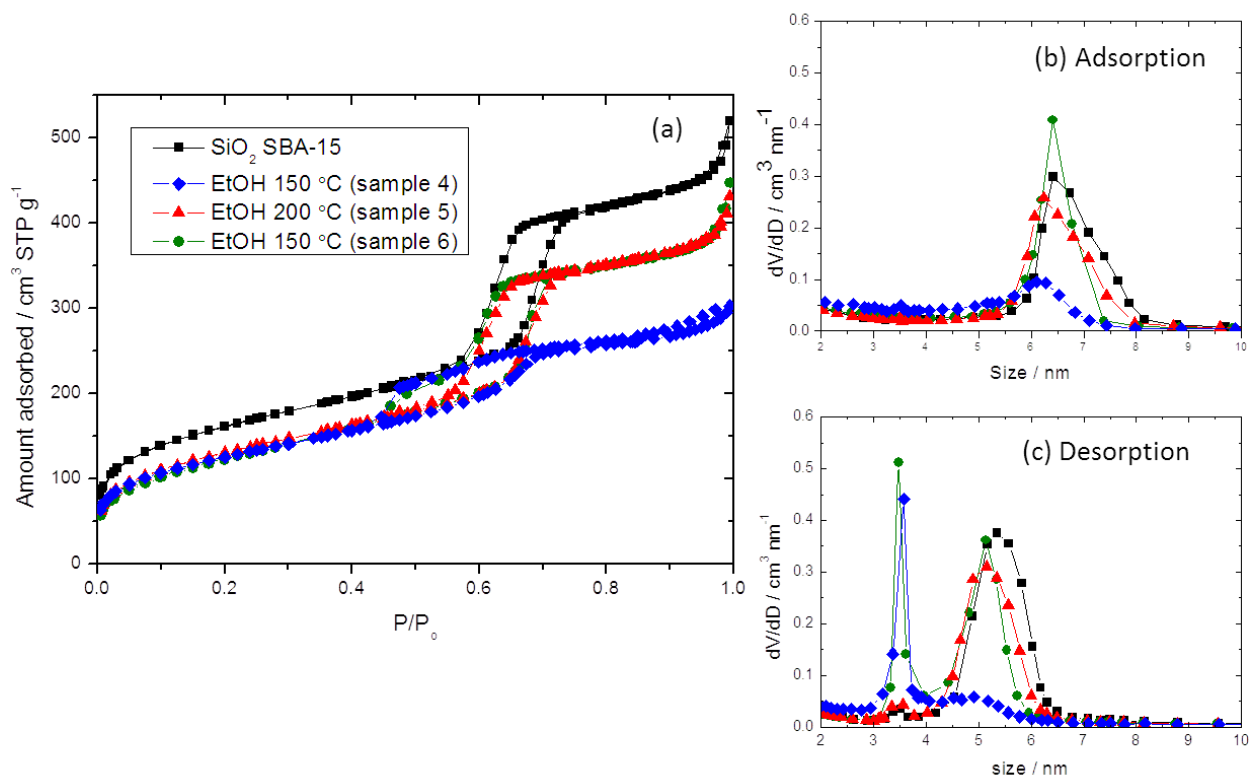 (a)
SiO2 SBA-15
EtOH 150 °C (sample 4)
EtOH 200 °C (sample 5)
EtOH 150 °C (sample 6)
Amount adsorbed / cm3 STP g-1
500
400
300
200
100
0
0.0 0.2 0.4 0.6 0.8 1.0
P/Po
(b) Adsorption
dV/dD / cm3 nm-1
0.6
0.5
0.4
0.3
0.2
0.1
0.0
2 3 4 5 6 7 8 9 10
Size / nm
(c) Desorption
dV/dD / cm3 nm-1
0.6
0.5
0.4
0.3
0.2
0.1
0.0
2 3 4 5 6 7 8 9 10
size / nm